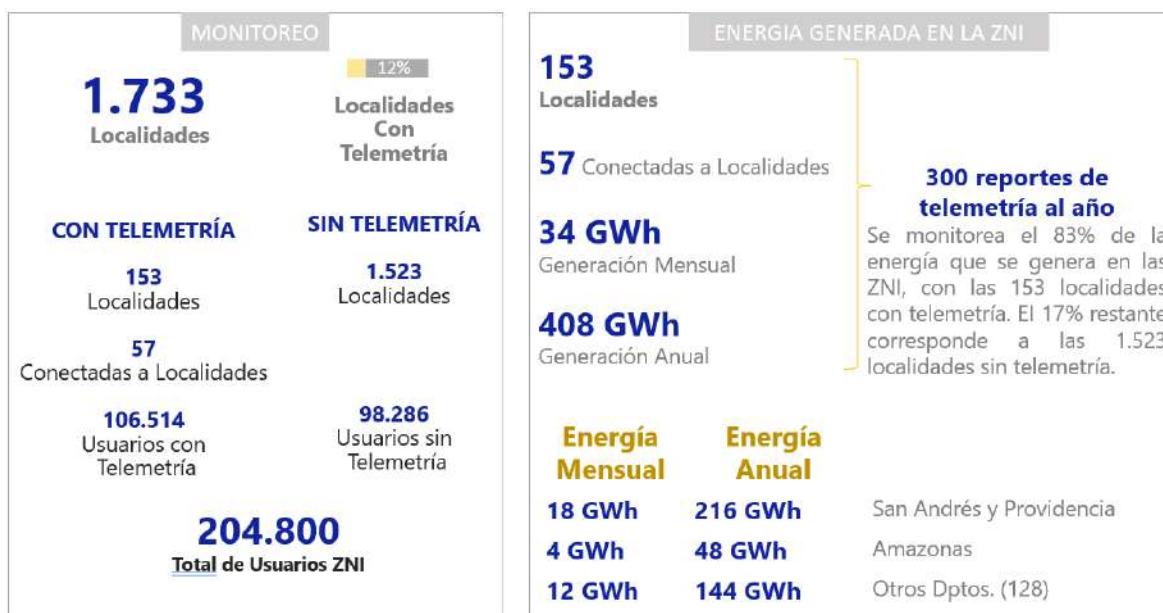 MONITOREO
1.733
Localidades
12%
Localidades
Con
Telemetría
CON TELEMETRÍA
153
Localidades
57
Conectadas a Localidades
106.514
Usuarios con
Telemetría
SIN TELEMETRÍA
1.523
Localidades
98.286
Usuarios sin
Telemetría
204.800
Total de Usuarios ZNI
ENERGIA GENERADA EN LA ZNI
153
Localidades
57 Conectadas a Localidades
34 GWh
Generación Mensual
408 GWh
Generación Anual
300 reportes de
telemetría al año
Se monitorea el 83% de la
energía que se genera en las
ZNI, con las 153 localidades
con telemetría. El 17% restante
corresponde a las 1.523
localidades sin telemetría.
Energía Energía
Mensual Anual
18 GWh 216 GWh San Andrés y Providencia
4 GWh 48 GWh Amazonas
12 GWh 144 GWh Otros Dptos. (128)